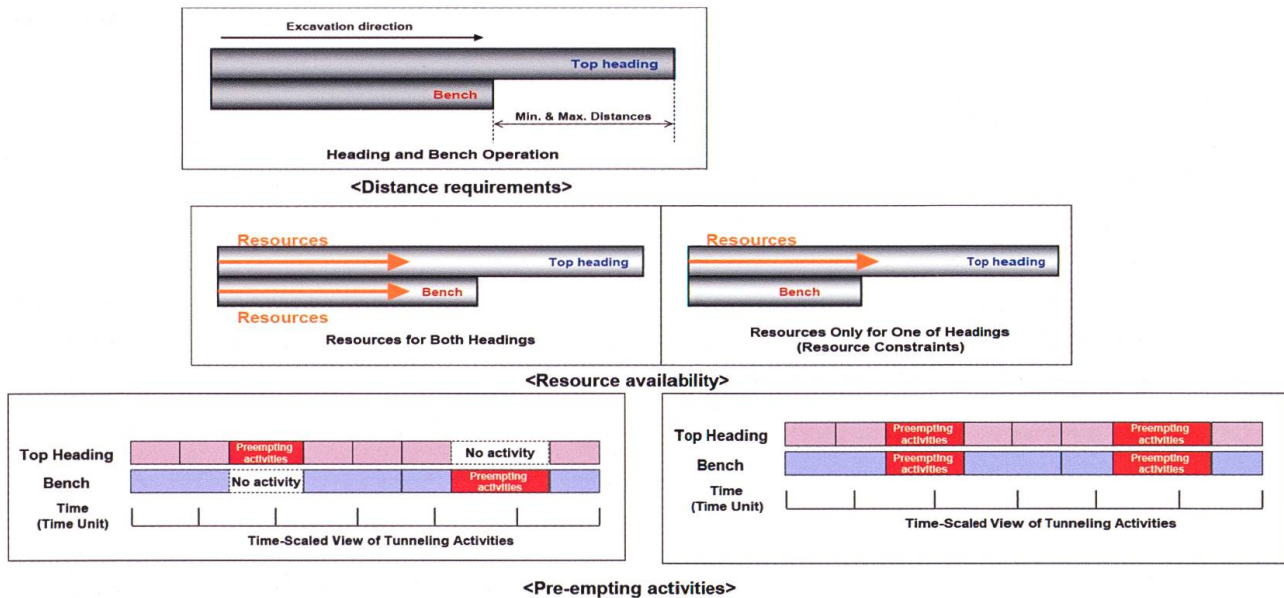 Excavation direction
Top heading
Bench
Min. & Max. Distances
Heading and Bench Operation
<Distance requirements>
Resources
Top heading
Bench
Resources
Resources for Both Headings
Resources
Top heading
Bench
Resources Only for One of Headings
(Resource Constraints)
<Resource availability>
Top Heading
Preempting
activities
No activity
Bench
No activity
Preempting
activities
Time
(Time Unit)
Time-Scaled View of Tunneling Activities
Top Heading
Preempting
activities
Preempting
activities
Bench
Preempting
activities
Preempting
activities
Time
(Time Unit)
Time-Scaled View of Tunneling Activities
<Pre-empting activities>